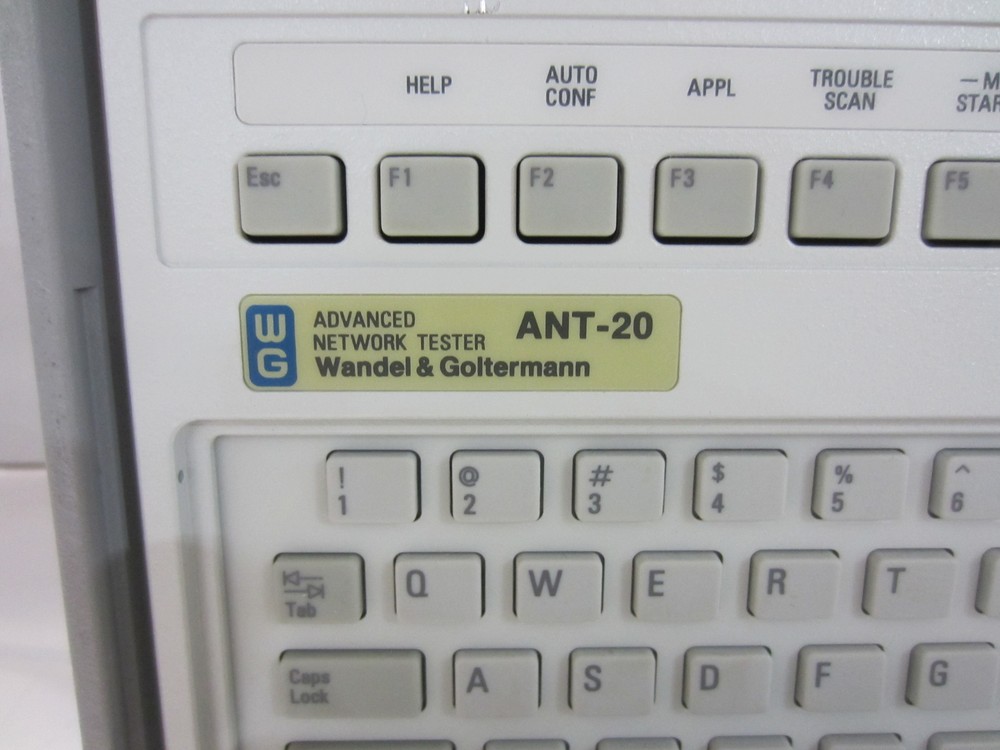 HELP
AUTO
CONF
APPL
TROUBLE
SCAN
Esc
F1
F2
F3
F4
F5
WG
ADVANCED
NETWORK TESTER
ANT-20
Wandel & Goltermann
!
1
@
2
#
3
$
4
%
5
^
6
Tab
Q
W
E
R
T
Caps
Lock
A
S
D
F
G